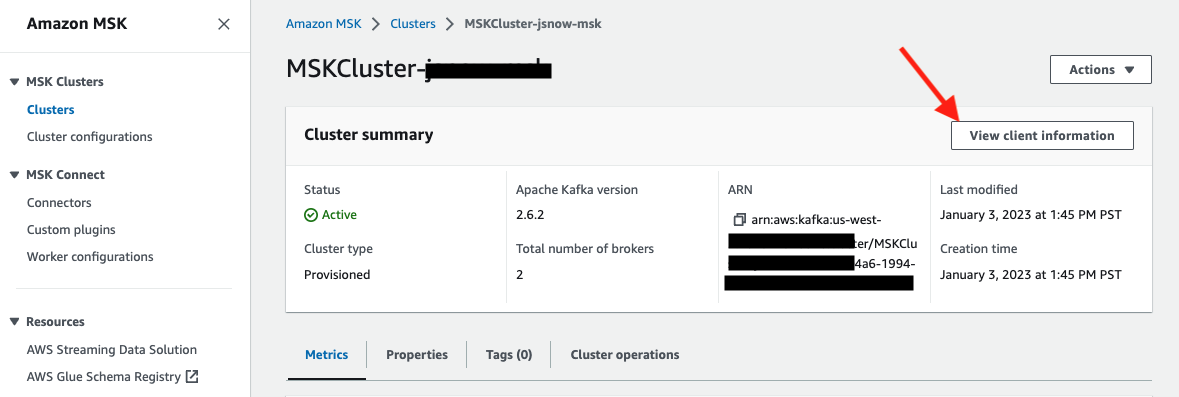 Amazon MSK
MSK Clusters
Clusters
Cluster configurations
MSK Connect
Connectors
Custom plugins
Worker configurations
Resources
AWS Streaming Data Solution
AWS Glue Schema Registry
Amazon MSK Clusters MSKCluster-jsnow-msk
MSKCluster-
Actions
Cluster summary
View client information
Status
Active
Cluster type
Provisioned
Apache Kafka version
2.6.2
Total number of brokers
2
ARN
arn:aws:kafka:us-west-
ter/MSKClu
4a6-1994-
Last modified
January 3, 2023 at 1:45 PM PST
Creation time
January 3, 2023 at 1:45 PM PST
Metrics Properties Tags (0) Cluster operations